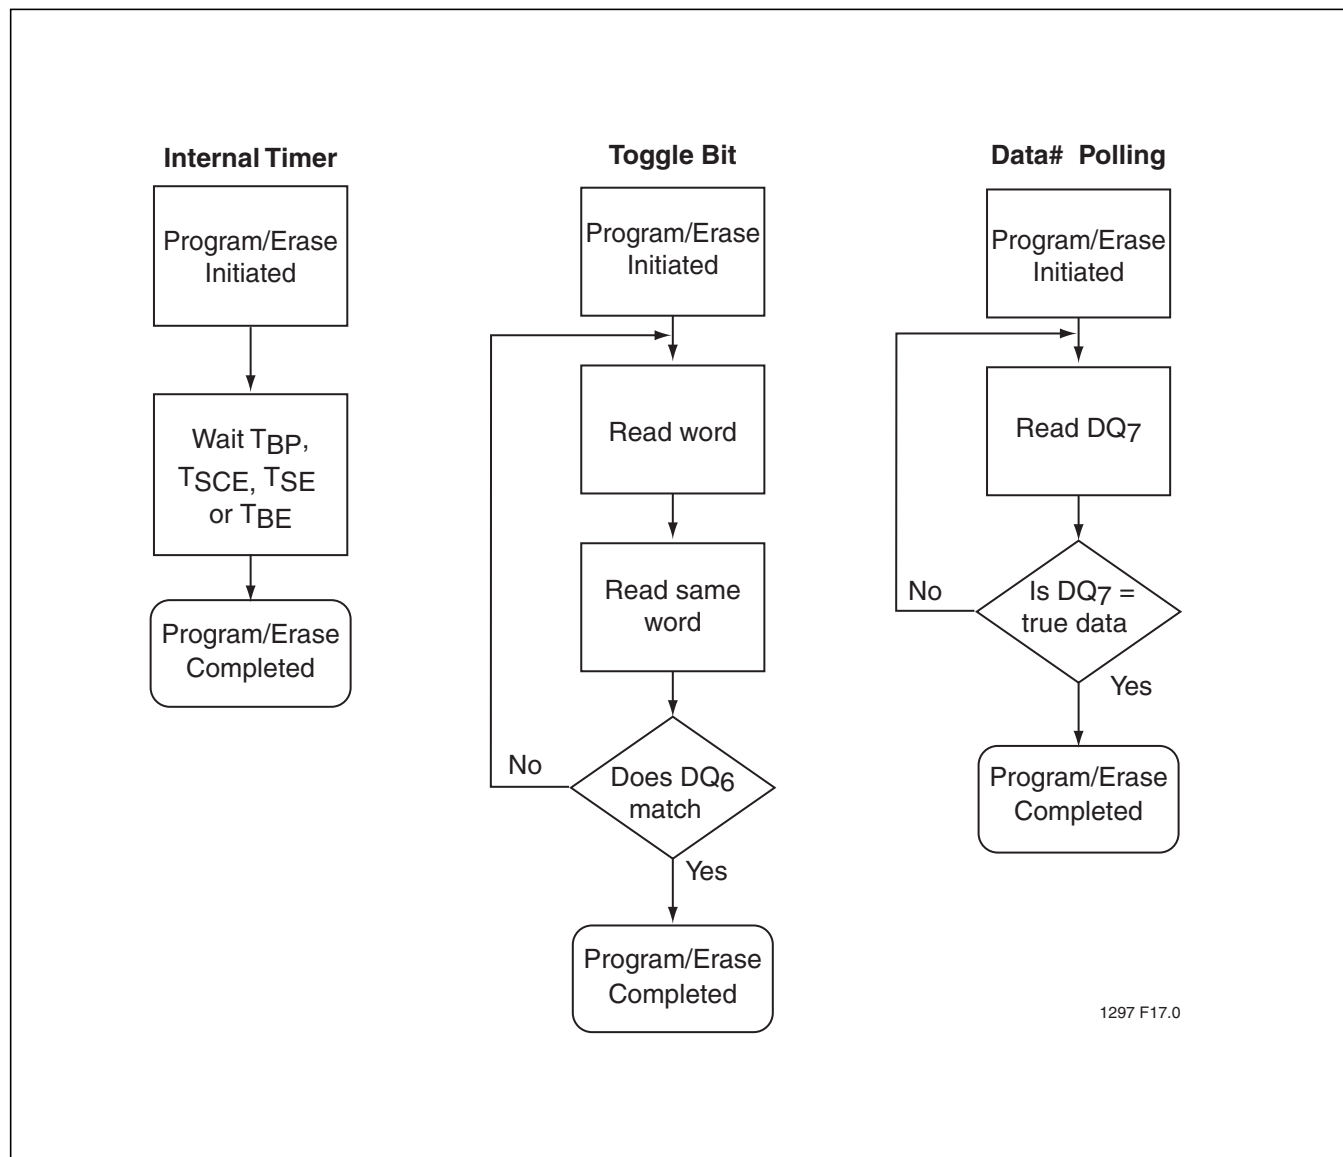 Internal Timer
Program/Erase
Initiated
Wait TBP,
TSCE, TSE
or TBE
Program/Erase
Completed
Toggle Bit
Program/Erase
Initiated
Read word
Read same
word
Does DQ6
match
No
Yes
Program/Erase
Completed
Data# Polling
Program/Erase
Initiated
Read DQ7
Is DQ7 =
true data
No
Yes
Program/Erase
Completed
1297 F17.0